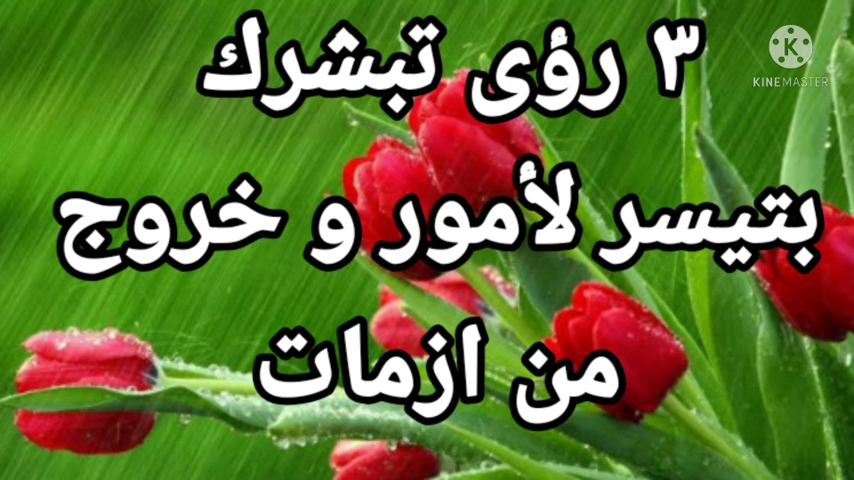 ٣ رؤى تبشرك
بتيسر لأمور و خروج
من ازمات
K
KINEMASTER